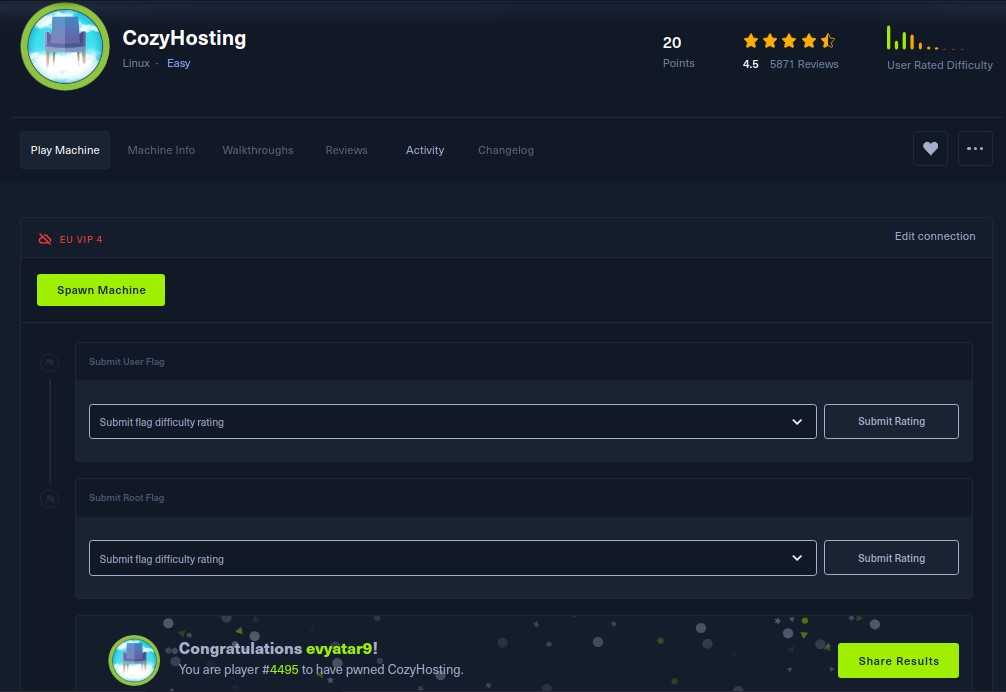 CozyHosting
Linux · Easy
20
Points
4.5 5871 Reviews
User Rated Difficulty
Play Machine Machine Info Walkthroughs Reviews Activity Changelog
EU VIP 4
Edit connection
Spawn Machine
Submit User Flag
Submit flag difficulty rating
Submit Rating
Submit Root Flag
Submit flag difficulty rating
Submit Rating
Congratulations evyatar9!
You are player #4495 to have pwned CozyHosting.
Share Results